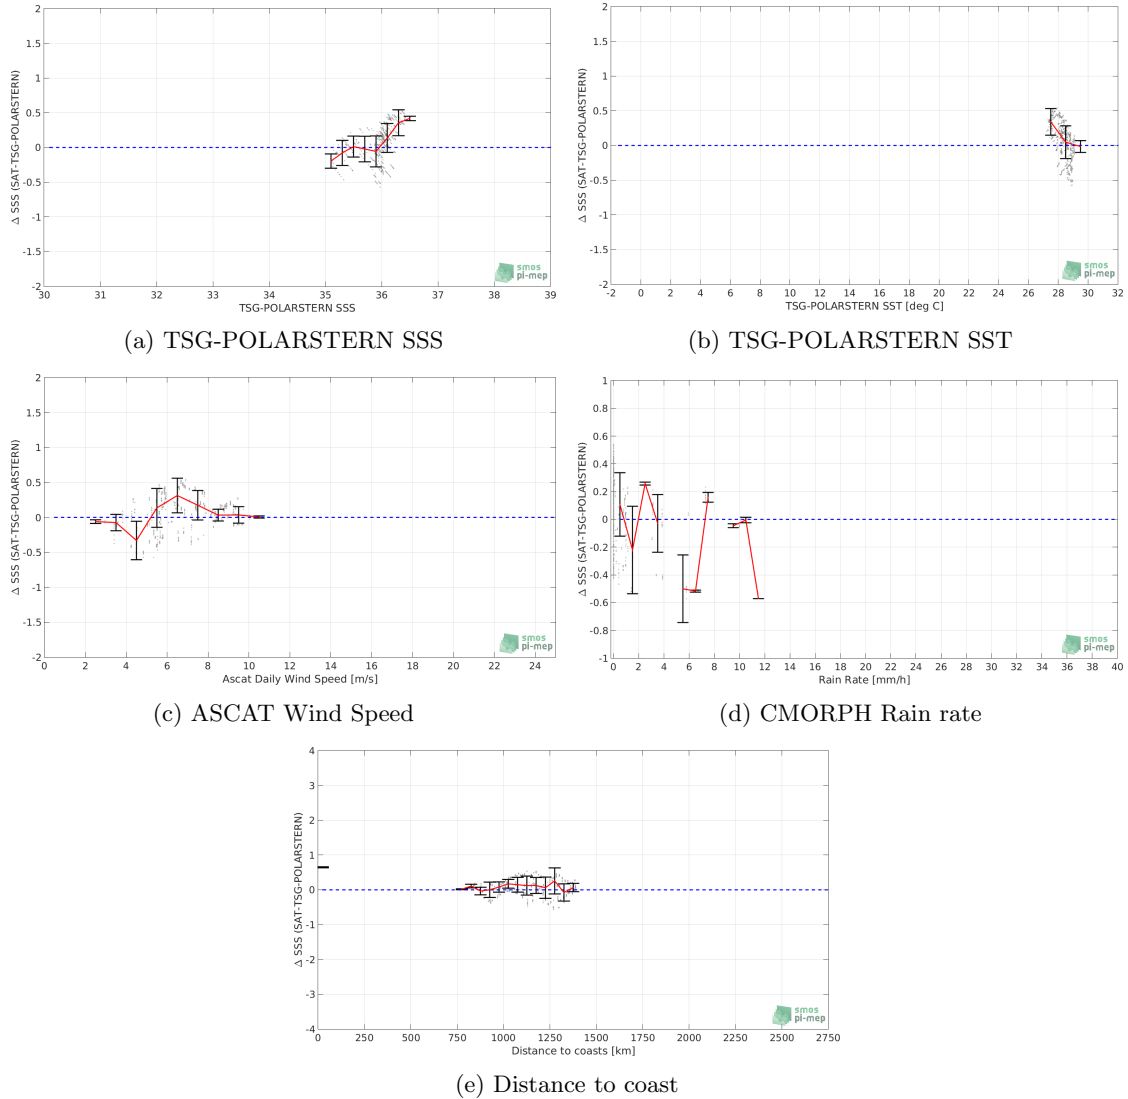 2
1.5
1
0.5
0
-0.5
-1
-1.5
-2
Δ SSS (SAT-TSG-POLARSTERN)
30 31 32 33 34 35 36 37 38 39
TSG-POLARSTERN SSS
smos
pi-mep
(a) TSG-POLARSTERN SSS
2
1.5
1
0.5
0
-0.5
-1
-1.5
-2
Δ SSS (SAT-TSG-POLARSTERN)
-2 0 2 4 6 8 10 12 14 16 18 20 22 24 26 28 30 32
TSG-POLARSTERN SST [deg C]
smos
pi-mep
(b) TSG-POLARSTERN SST
2
1.5
1
0.5
0
-0.5
-1
-1.5
-2
Δ SSS (SAT-TSG-POLARSTERN)
0 2 4 6 8 10 12 14 16 18 20 22 24
Ascat Daily Wind Speed [m/s]
smos
pi-mep
(c) ASCAT Wind Speed
1
0.8
0.6
0.4
0.2
0
-0.2
-0.4
-0.6
-0.8
-1
Δ SSS (SAT-TSG-POLARSTERN)
0 2 4 6 8 10 12 14 16 18 20 22 24 26 28 30 32 34 36 38 40
Rain Rate [mm/h]
smos
pi-mep
(d) CMORPH Rain rate
4
3
2
1
0
-1
-2
-3
-4
Δ SSS (SAT-TSG-POLARSTERN)
0 250 500 750 1000 1250 1500 1750 2000 2250 2500 2750
Distance to coasts [km]
smos
pi-mep
(e) Distance to coast